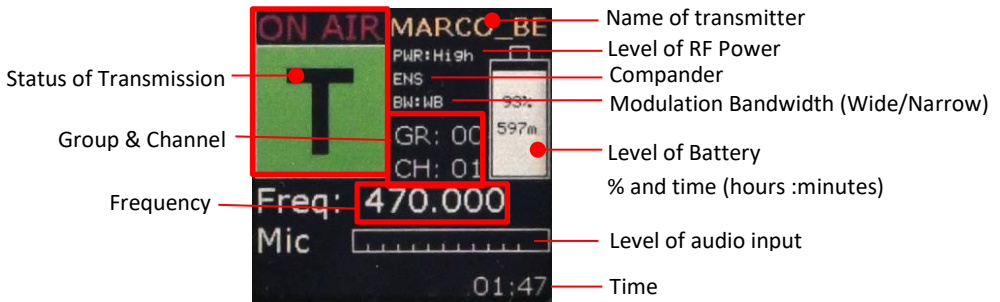 ON AIR MARCO_BE
Name of transmitter
PWR:High
Level of RF Power
Status of Transmission
T
ENS
Compander
BW:WB
93%
Modulation Bandwidth (Wide/Narrow)
Group & Channel
GR: 00
597m
CH: 01
Level of Battery
% and time (hours :minutes)
Frequency
Freq: 470.000
Mic
Level of audio input
01:47
Time